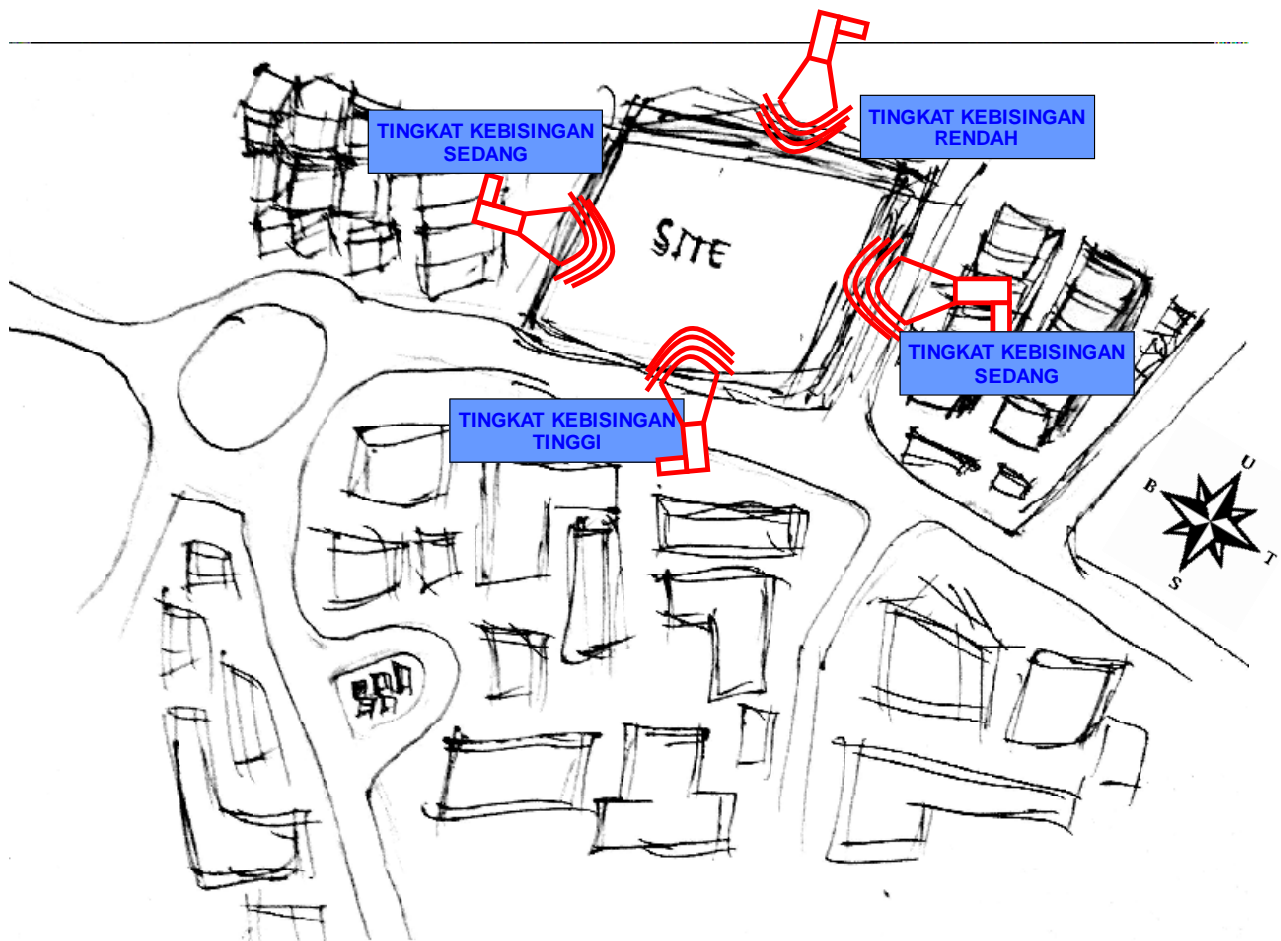 TINGKAT KEBISINGAN
RENDAH
TINGKAT KEBISINGAN
SEDANG
SITE
TINGKAT KEBISINGAN
SEDANG
TINGKAT KEBISINGAN
TINGGI
U
B
T
S